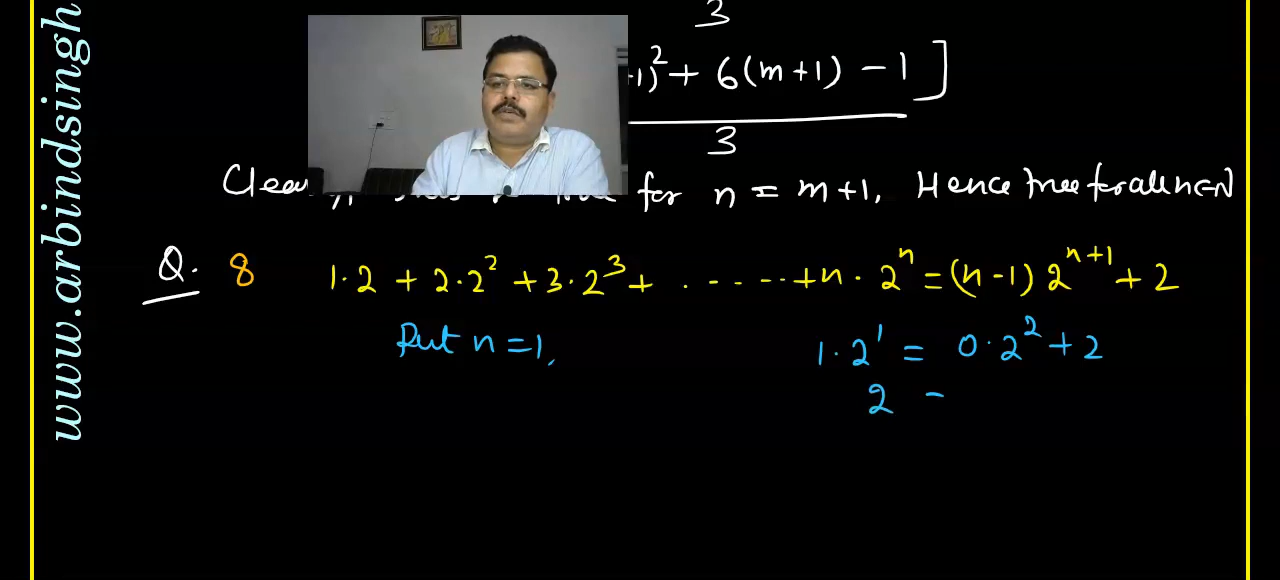 www.arbindsingh
3
1)² + 6(m+1) - 1 ]
3
for n = m+1, Hence true for all n∈N
Q. 8 1·2 + 2·2² + 3·2³ + . - - - - + n · 2ⁿ = (n-1) 2ⁿ⁺¹ + 2
Put n = 1, 1·2¹ = 0·2² + 2
2 =